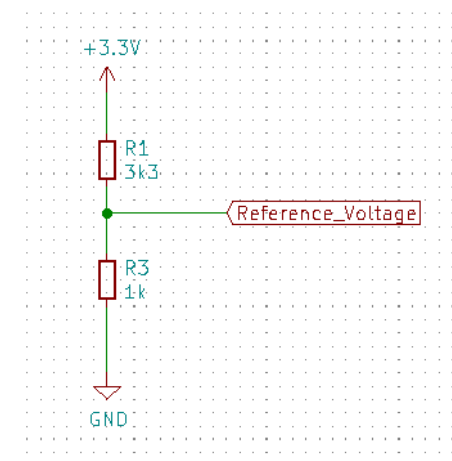 +3.3V
R1
3k3
Reference_Voltage
R3
1k
GND